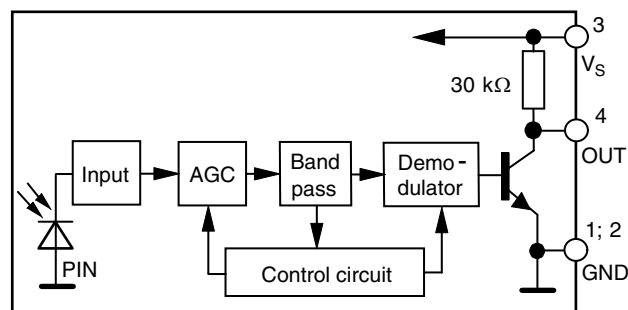 3
V_S
30 kΩ
4
OUT
Input
AGC
Band
pass
Demo-
dulator
1; 2
GND
PIN
Control circuit